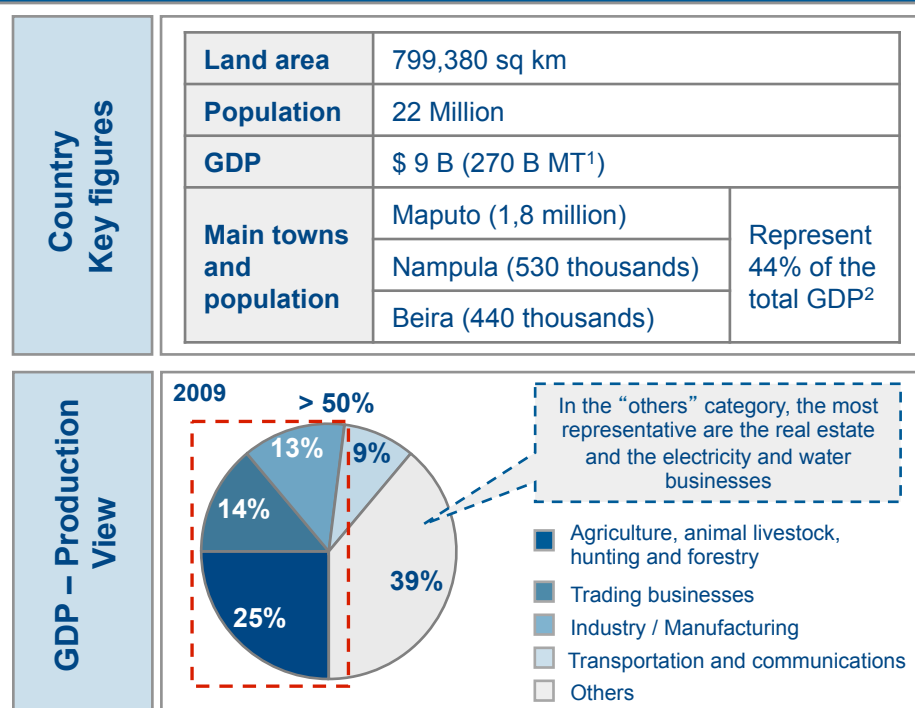 Country
Key figures
Land area
799,380 sq km
Population
22 Million
GDP
$ 9 B (270 B MT¹)
Main towns
and
population
Maputo (1,8 million)
Nampula (530 thousands)
Beira (440 thousands)
Represent
44% of the
total GDP²
GDP – Production
View
2009
> 50%
13%
9%
14%
25%
39%
In the “others” category, the most
representative are the real estate
and the electricity and water
businesses
Agriculture, animal livestock,
hunting and forestry
Trading businesses
Industry / Manufacturing
Transportation and communications
Others